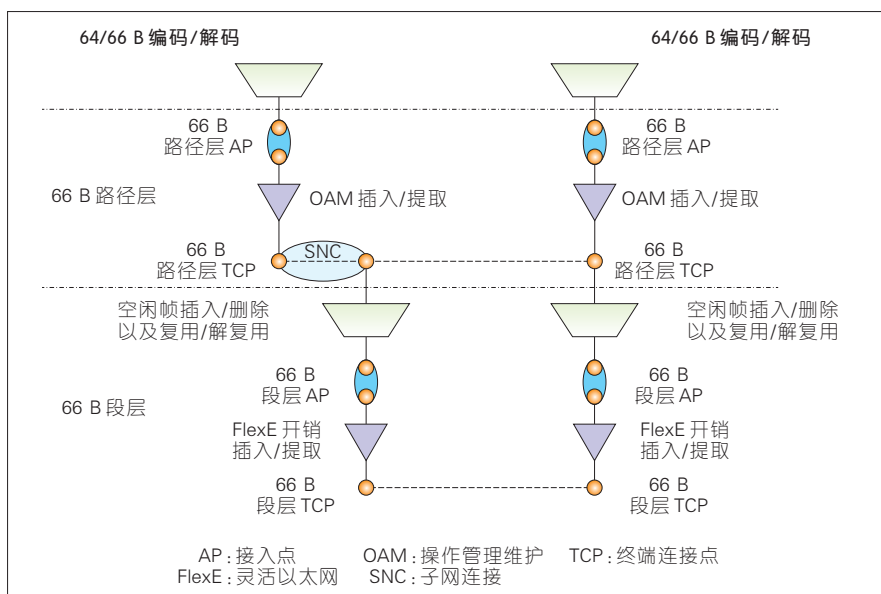 64/66 B 编码/解码
64/66 B 编码/解码
66 B
路径层 AP
66 B
路径层 AP
66 B 路径层
OAM 插入/提取
OAM 插入/提取
66 B
路径层 TCP
SNC
66 B
路径层 TCP
空闲帧插入/删除
以及复用/解复用
空闲帧插入/删除
以及复用/解复用
66 B
段层 AP
66 B
段层 AP
66 B 段层
FlexE 开销
插入/提取
FlexE 开销
插入/提取
66 B
段层 TCP
66 B
段层 TCP
AP:接入点 OAM:操作管理维护 TCP:终端连接点
FlexE:灵活以太网 SNC:子网连接